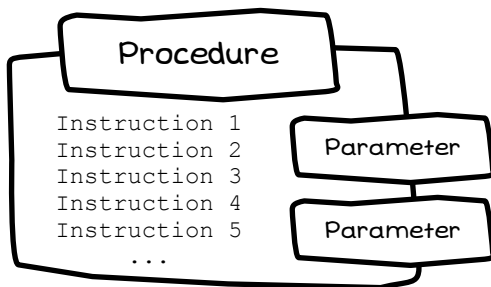 Procedure
Instruction 1
Instruction 2
Instruction 3
Instruction 4
Instruction 5
...
Parameter
Parameter